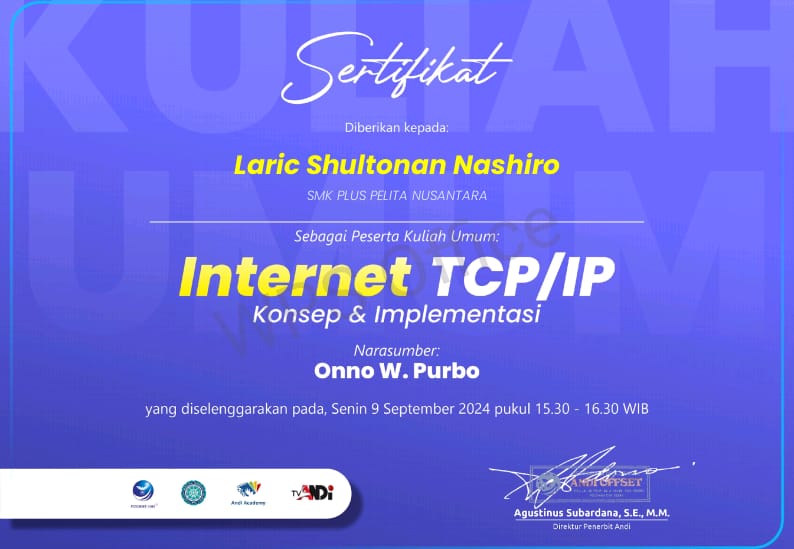 KULIAH
UMUM
Sertifikat
Diberikan kepada:
Laric Shultonan Nashiro
SMK PLUS PELITA NUSANTARA
Sebagai Peserta Kuliah Umum:
Internet TCP/IP
Konsep & Implementasi
Narasumber:
Onno W. Purbo
yang diselenggarakan pada, Senin 9 September 2024 pukul 15.30 - 16.30 WIB
WPS Office
Andi Academy
TV ANDi
ANDI OFFSET
Agustinus Subardana, S.E., M.M.
Direktur Penerbit Andi